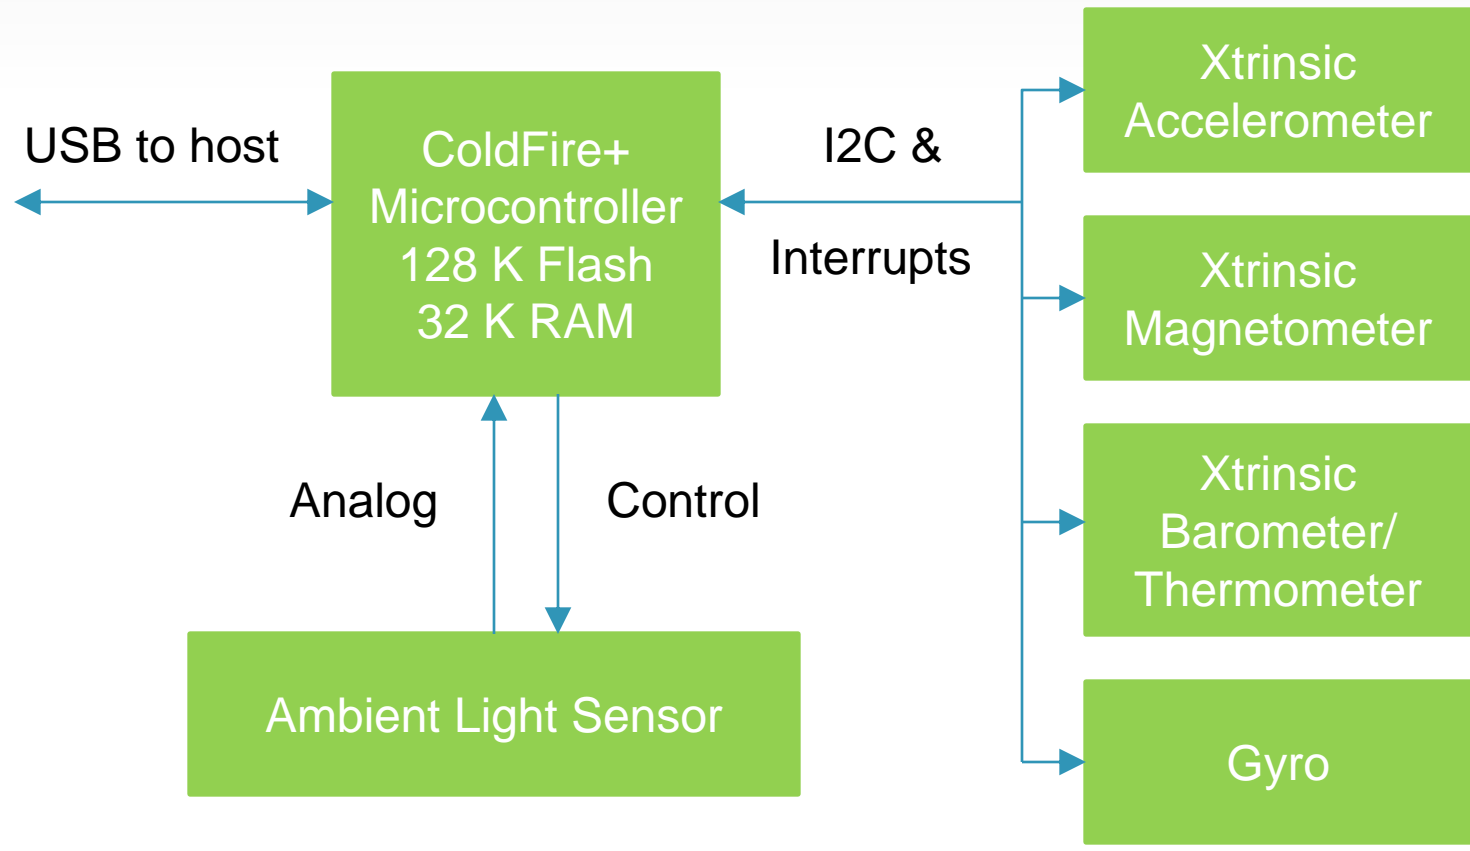 USB to host
ColdFire+
Microcontroller
128 K Flash
32 K RAM
I2C &
Interrupts
Xtrinsic
Accelerometer
Xtrinsic
Magnetometer
Xtrinsic
Barometer/
Thermometer
Gyro
Analog
Control
Ambient Light Sensor